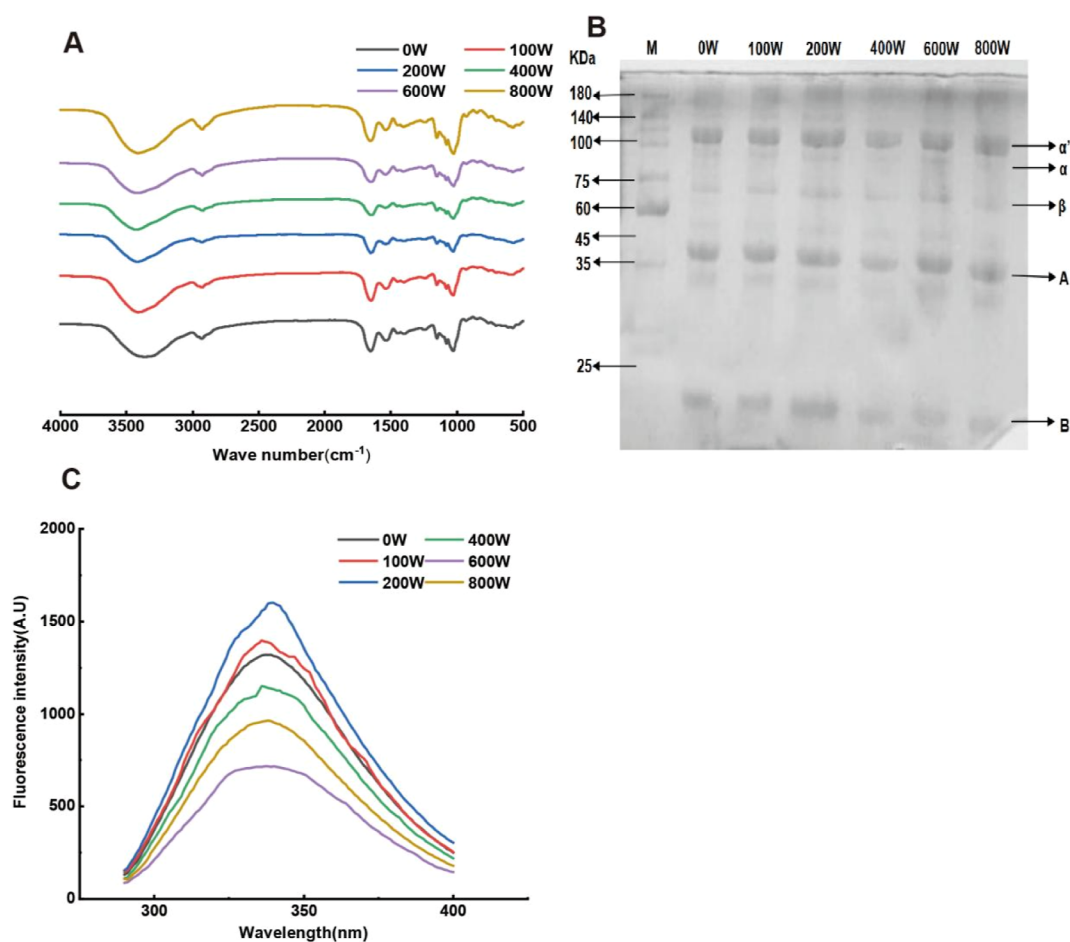 A
0W 100W
200W 400W
600W 800W
4000 3500 3000 2500 2000 1500 1000 500
Wave number(cm⁻¹)
B
KDa M 0W 100W 200W 400W 600W 800W
180
140
100
75
60
45
35
25
α'
α
β
A
B
C
2000
1500
1000
500
0
Fluorescence intensity(A.U)
0W 400W
100W 600W
200W 800W
300 350 400
Wavelength(nm)